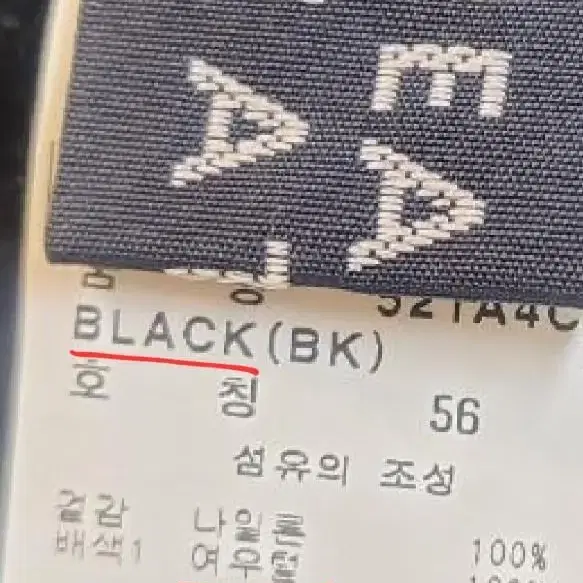 E
A
A
BLACK(BK)
호 칭 56
섬유의 조성
겉감 나일론 100%
배색1 여우털